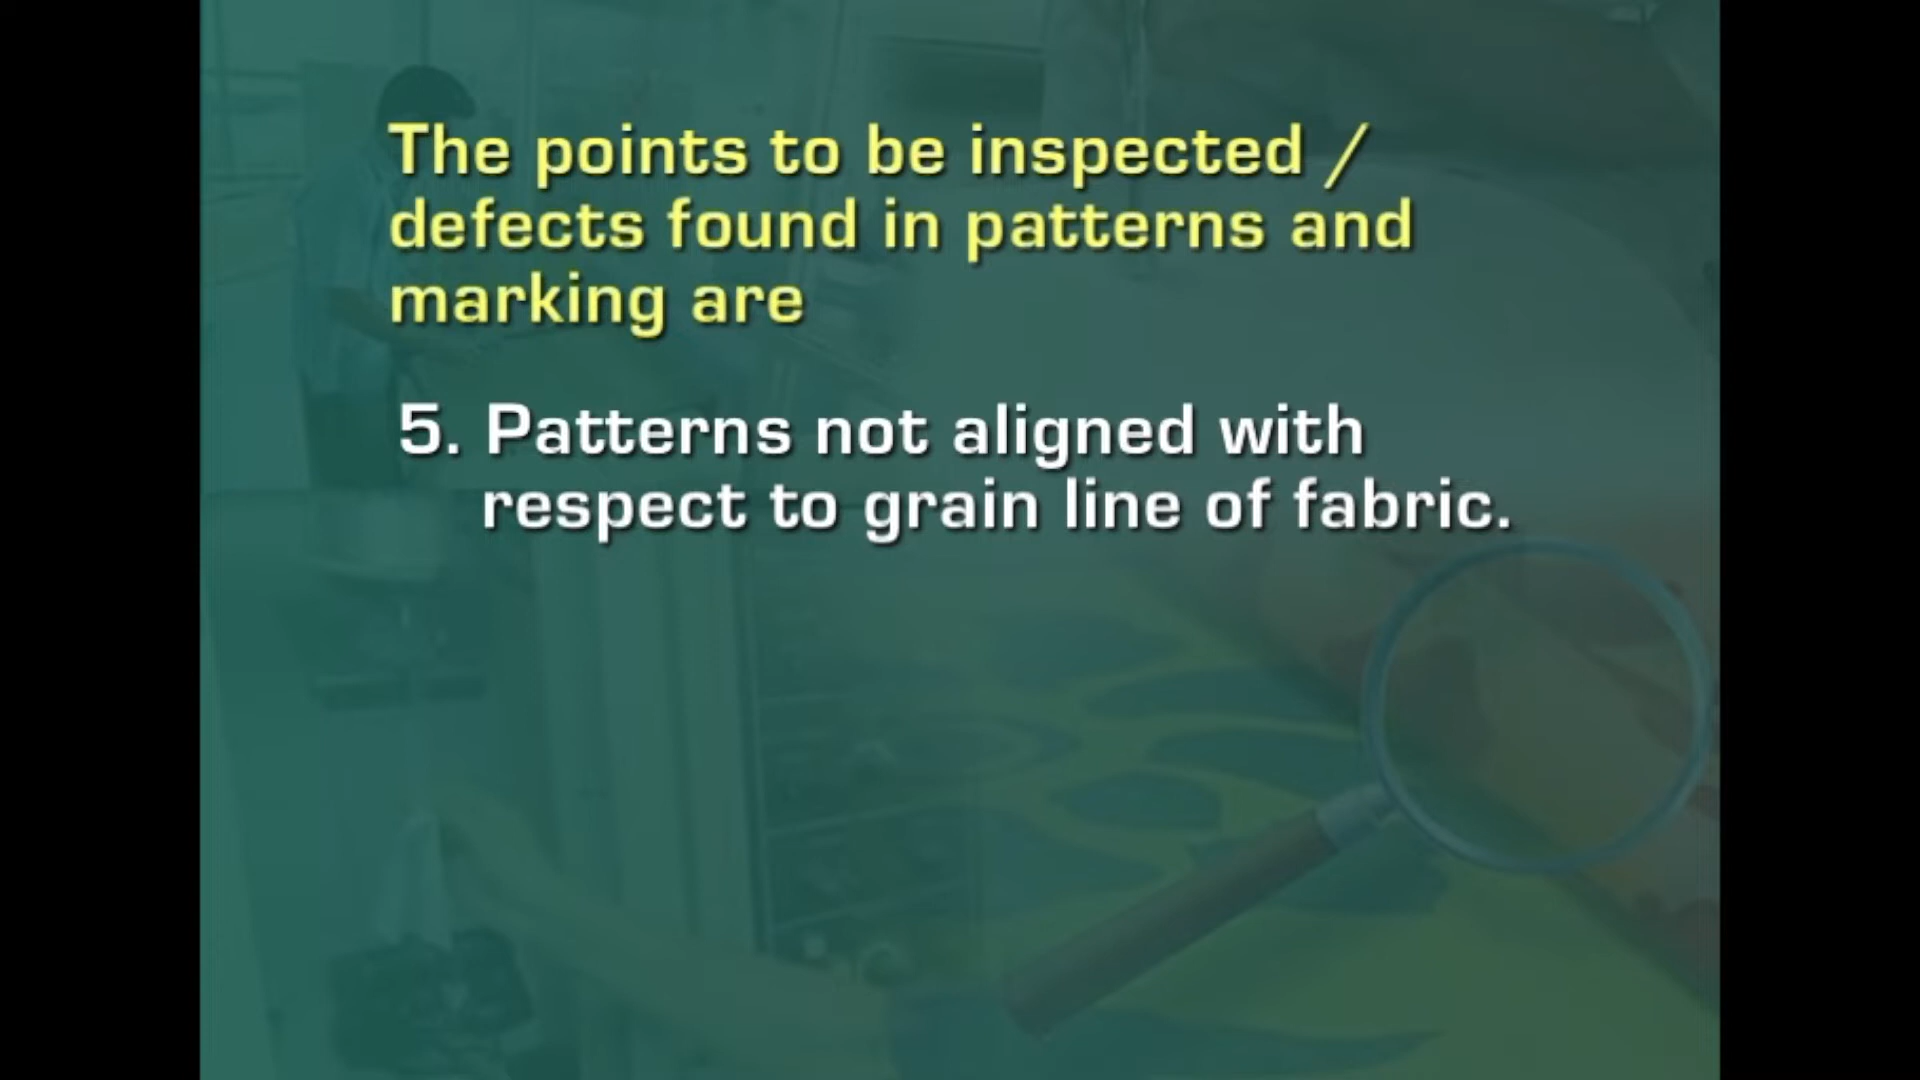 The points to be inspected /
defects found in patterns and
marking are
5. Patterns not aligned with
respect to grain line of fabric.